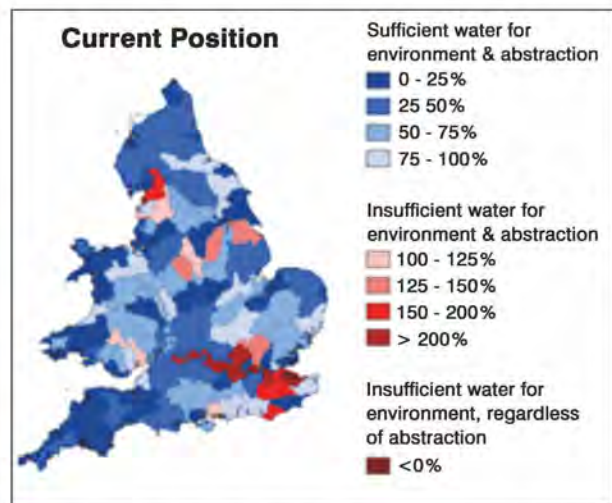 Current Position
Sufficient water for
environment & abstraction
0 - 25%
25 50%
50 - 75%
75 - 100%
Insufficient water for
environment & abstraction
100 - 125%
125 - 150%
150 - 200%
> 200%
Insufficient water for
environment, regardless
of abstraction
<0%